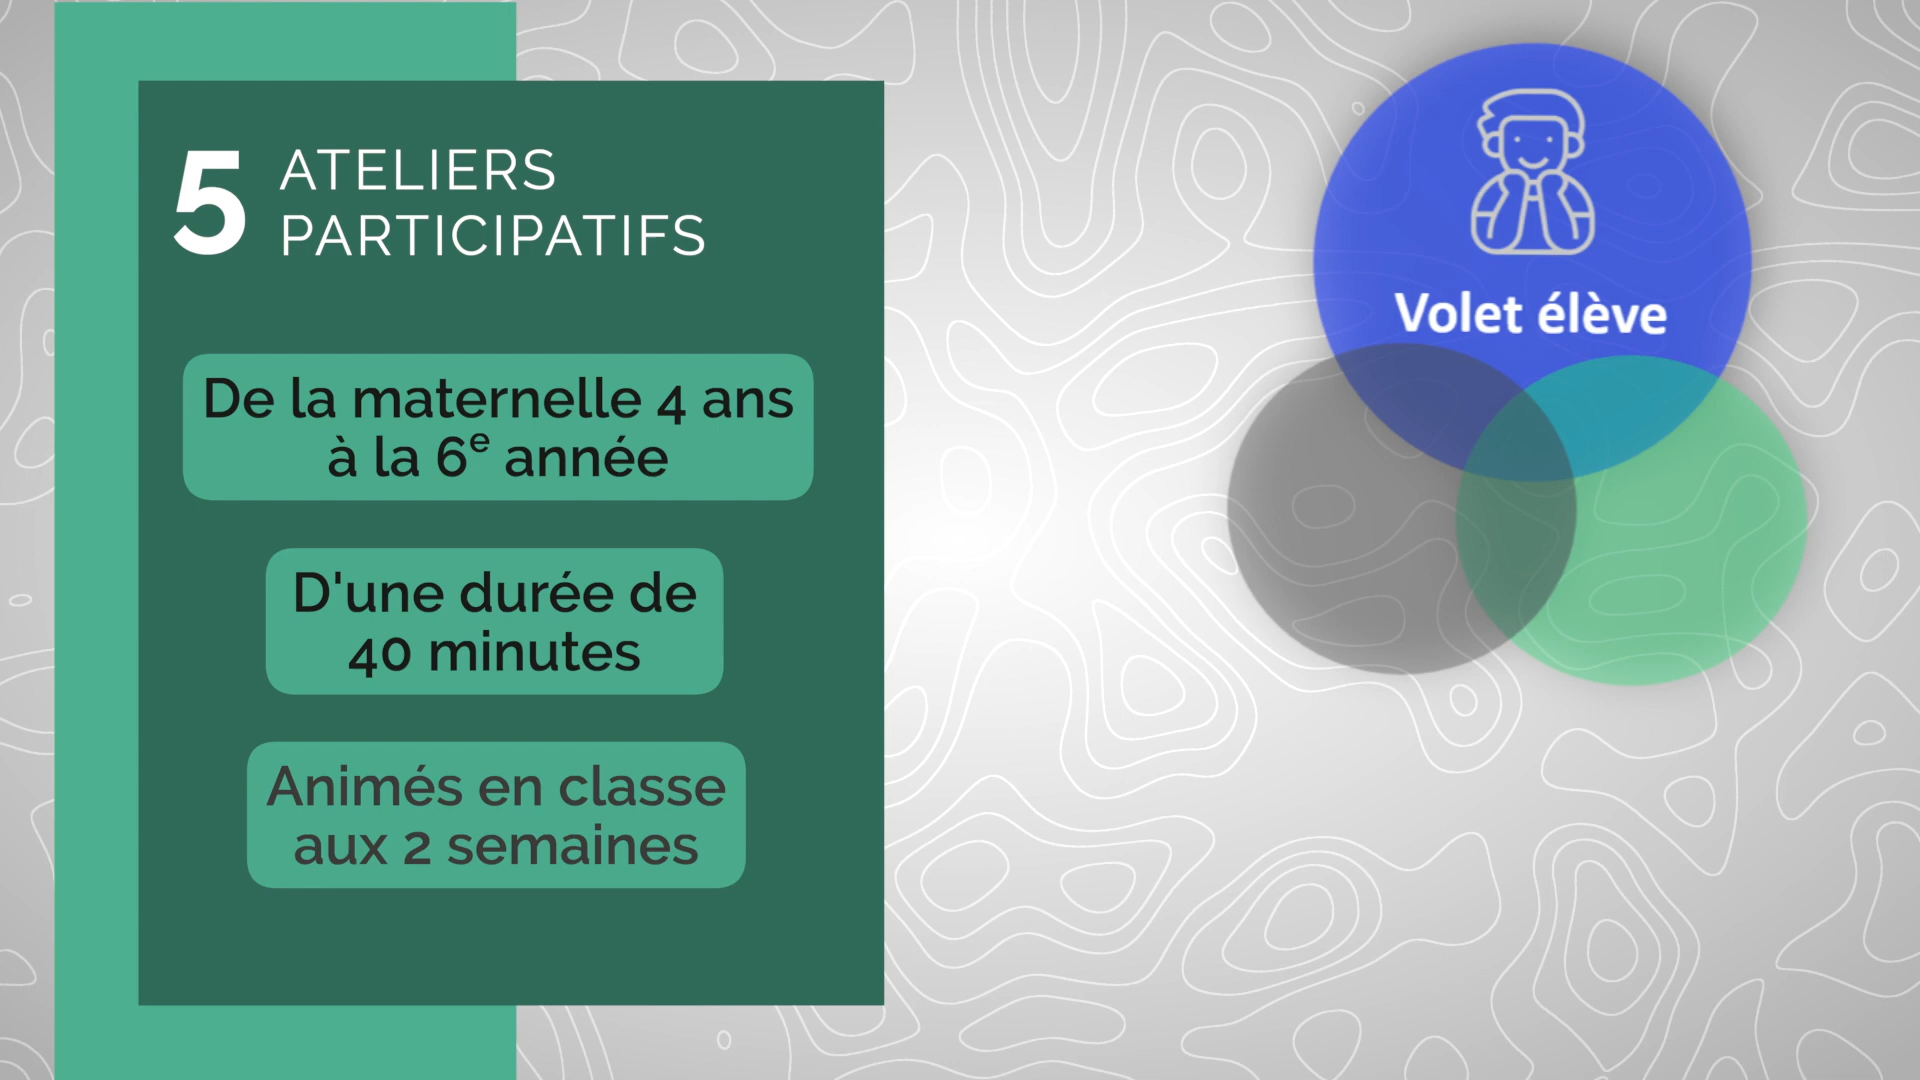 5 ATELIERS
PARTICIPATIFS
De la maternelle 4 ans
à la 6ᵉ année
D'une durée de
40 minutes
Animés en classe
aux 2 semaines
Volet élève